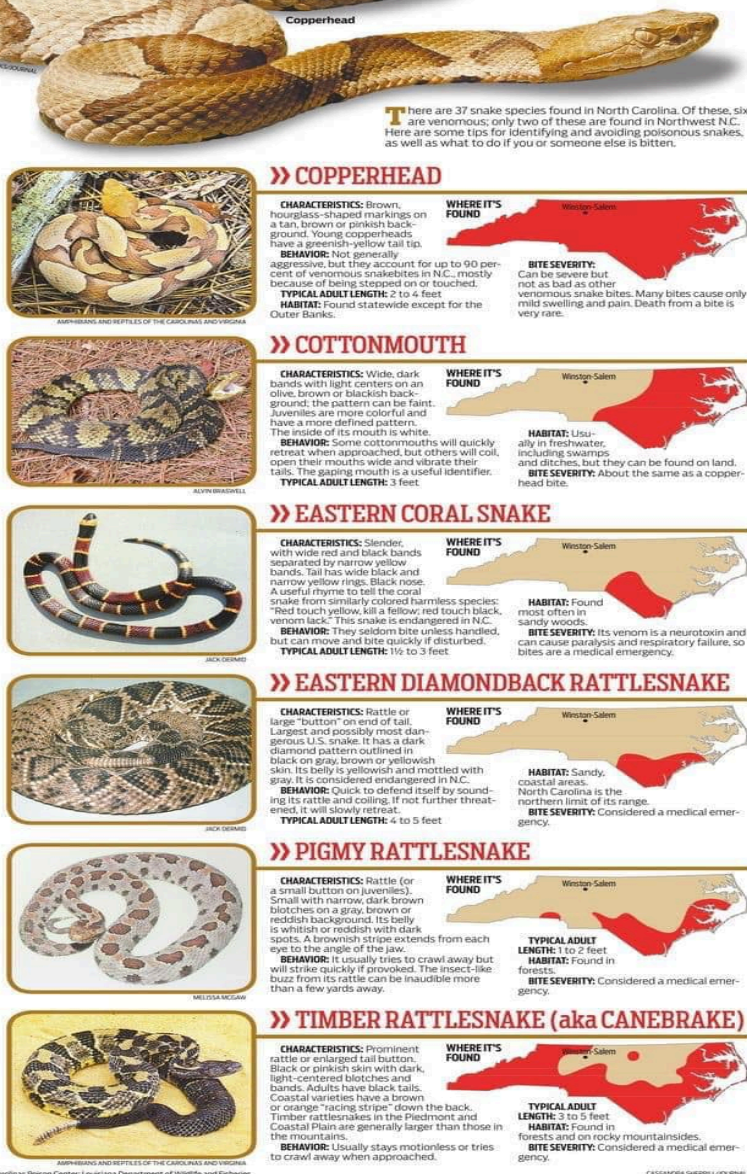 Copperhead
There are 37 snake species found in North Carolina. Of these, six
are venomous; only two of these are found in Northwest N.C.
Here are some tips for identifying and avoiding poisonous snakes,
as well as what to do if you or someone else is bitten.
» COPPERHEAD
CHARACTERISTICS: Brown,
hourglass-shaped markings on
a tan, brown or pinkish back-
ground. Young copperheads
have a greenish-yellow tail tip.
BEHAVIOR: Not generally
aggressive, but they account for up to 90 per-
cent of venomous snakebites in N.C., mostly
because of being stepped on or touched.
TYPICAL ADULT LENGTH: 2 to 4 feet
HABITAT: Found statewide except for the
Outer Banks.
WHERE IT'S
FOUND
Winston-Salem
BITE SEVERITY:
Can be severe but
not as bad as other
venomous snake bites. Many bites cause only
mild swelling and pain. Death from a bite is
very rare.
AMPHIBIANS AND REPTILES OF THE CAROLINAS AND VIRGINIA
» COTTONMOUTH
CHARACTERISTICS: Wide, dark
bands with light centers on an
olive, brown or blackish back-
ground; the pattern can be faint.
Juveniles are more colorful and
have a more defined pattern.
The inside of its mouth is white.
BEHAVIOR: Some cottonmouths will quickly
retreat when approached, but others will coil,
open their mouths wide and vibrate their
tails. The gaping mouth is a useful identifier.
TYPICAL ADULT LENGTH: 3 feet
WHERE IT'S
FOUND
Winston-Salem
HABITAT: Usu-
ally in freshwater,
including swamps
and ditches, but they can be found on land.
BITE SEVERITY: About the same as a copper-
head bite.
ALVIN BRASWELL
» EASTERN CORAL SNAKE
CHARACTERISTICS: Slender,
with wide red and black bands
separated by narrow yellow
bands. Tail has wide black and
narrow yellow rings. Black nose.
A useful rhyme to tell the coral
snake from similarly colored harmless species:
"Red touch yellow, kill a fellow; red touch black,
venom lack." This snake is endangered in N.C.
BEHAVIOR: They seldom bite unless handled,
but can move and bite quickly if disturbed.
TYPICAL ADULT LENGTH: 1½ to 3 feet
WHERE IT'S
FOUND
Winston-Salem
HABITAT: Found
most often in
sandy woods.
BITE SEVERITY: Its venom is a neurotoxin and
can cause paralysis and respiratory failure, so
bites are a medical emergency.
JACK DERMID
» EASTERN DIAMONDBACK RATTLESNAKE
CHARACTERISTICS: Rattle or
large "button" on end of tail.
Largest and possibly most dan-
gerous U.S. snake. It has a dark
diamond pattern outlined in
black on gray, brown or yellowish
skin. Its belly is yellowish and mottled with
gray. It is considered endangered in N.C.
BEHAVIOR: Quick to defend itself by sound-
ing its rattle and coiling. If not further threat-
ened, it will slowly retreat.
TYPICAL ADULT LENGTH: 4 to 5 feet
WHERE IT'S
FOUND
Winston-Salem
HABITAT: Sandy,
coastal areas.
North Carolina is the
northern limit of its range.
BITE SEVERITY: Considered a medical emer-
gency.
JACK DERMID
» PIGMY RATTLESNAKE
CHARACTERISTICS: Rattle (or
a small button on juveniles).
Small with narrow, dark brown
blotches on a gray, brown or
reddish background. Its belly
is whitish or reddish with dark
spots. A brownish stripe extends from each
eye to the angle of the jaw.
BEHAVIOR: It usually tries to crawl away but
will strike quickly if provoked. The insect-like
buzz from its rattle can be inaudible more
than a few yards away.
WHERE IT'S
FOUND
Winston-Salem
TYPICAL ADULT
LENGTH: 1 to 2 feet
HABITAT: Found in
forests.
BITE SEVERITY: Considered a medical emer-
gency.
MELISSA MCGAW
» TIMBER RATTLESNAKE (aka CANEBRAKE)
CHARACTERISTICS: Prominent
rattle or enlarged tail button.
Black or pinkish skin with dark,
light-centered blotches and
bands. Adults have black tails.
Coastal varieties have a brown
or orange "racing stripe" down the back.
Timber rattlesnakes in the Piedmont and
Coastal Plain are generally larger than those in
the mountains.
BEHAVIOR: Usually stays motionless or tries
to crawl away when approached.
WHERE IT'S
FOUND
Winston-Salem
TYPICAL ADULT
LENGTH: 3 to 5 feet
HABITAT: Found in
forests and on rocky mountainsides.
BITE SEVERITY: Considered a medical emer-
gency.
AMPHIBIANS AND REPTILES OF THE CAROLINAS AND VIRGINIA